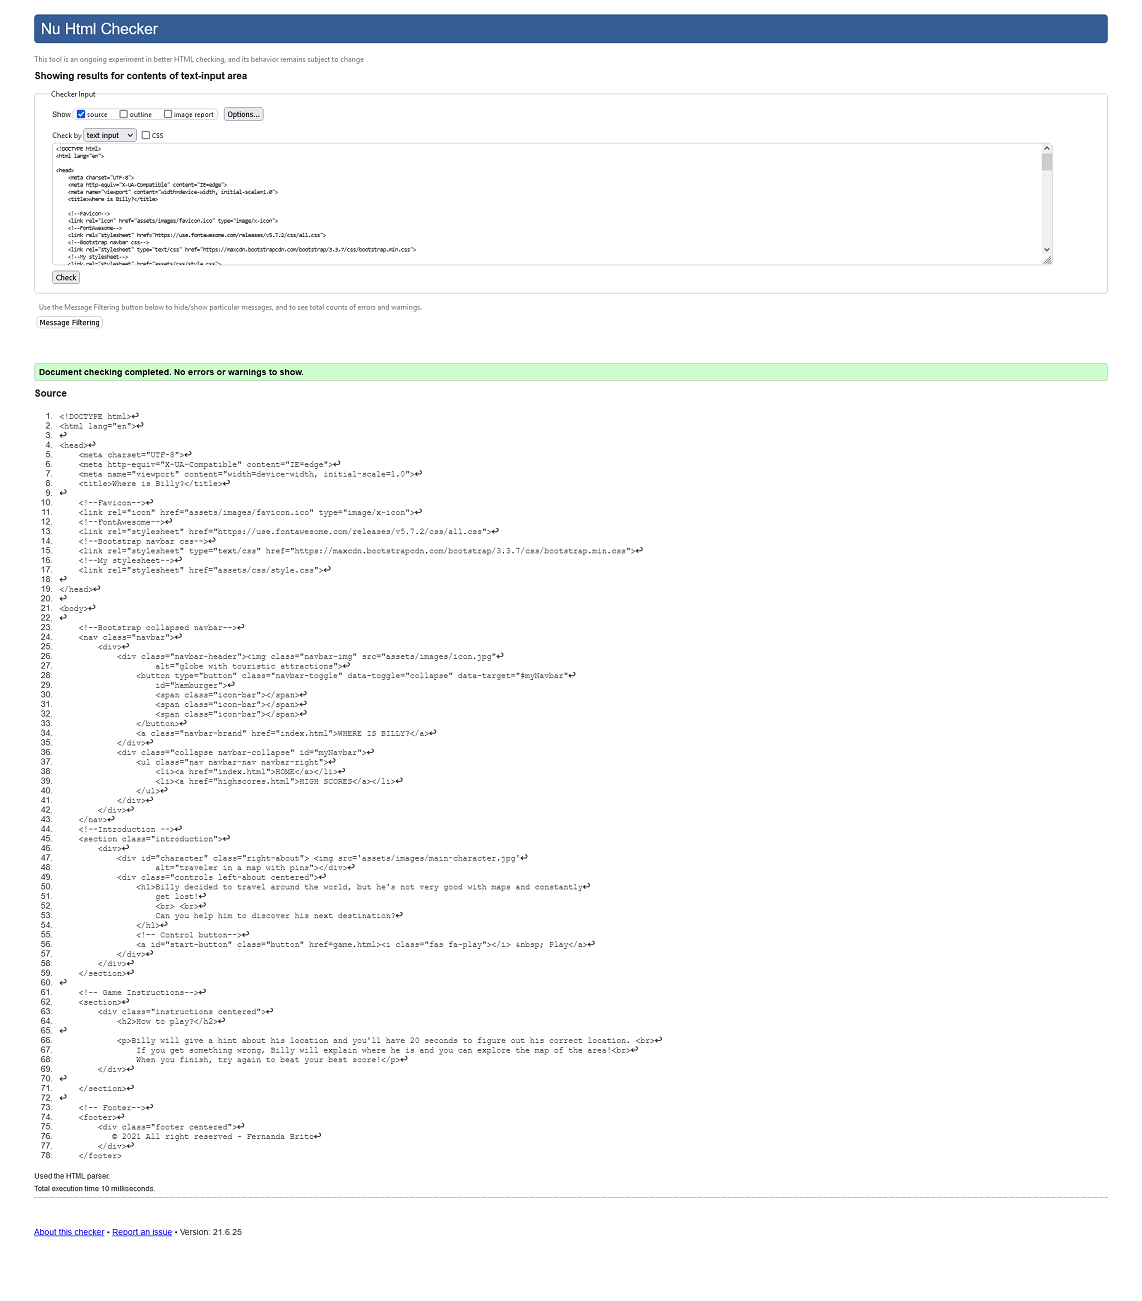 Nu Html Checker
This tool is an ongoing experiment in better HTML checking, and its behavior remains subject to change
Showing results for contents of text-input area
Checker Input
Show source outline image report Options...
Check by text input CSS
<!DOCTYPE html>
<html lang="en">
<head>
<meta charset="UTF-8">
<meta http-equiv="X-UA-Compatible" content="IE=edge">
<meta name="viewport" content="width=device-width, initial-scale=1.0">
<title>Where is Billy?</title>
<!--Favicon-->
<link rel="icon" href="assets/images/favicon.ico" type="image/x-icon">
<!--FontAwesome-->
<link rel="stylesheet" href="https://use.fontawesome.com/releases/v5.7.2/css/all.css">
<!--Bootstrap navbar css-->
<link rel="stylesheet" type="text/css" href="https://maxcdn.bootstrapcdn.com/bootstrap/3.3.7/css/bootstrap.min.css">
<!--My stylesheet-->
<link rel="stylesheet" href="assets/css/style.css">
Check
Use the Message Filtering button below to hide/show particular messages, and to see total counts of errors and warnings.
Message Filtering
Document checking completed. No errors or warnings to show.
Source
1. <!DOCTYPE html>↩
2. <html lang="en">↩
3. ↩
4. <head>↩
5. <meta charset="UTF-8">↩
6. <meta http-equiv="X-UA-Compatible" content="IE=edge">↩
7. <meta name="viewport" content="width=device-width, initial-scale=1.0">↩
8. <title>Where is Billy?</title>↩
9. ↩
10. <!--Favicon-->↩
11. <link rel="icon" href="assets/images/favicon.ico" type="image/x-icon">↩
12. <!--FontAwesome-->↩
13. <link rel="stylesheet" href="https://use.fontawesome.com/releases/v5.7.2/css/all.css">↩
14. <!--Bootstrap navbar css-->↩
15. <link rel="stylesheet" type="text/css" href="https://maxcdn.bootstrapcdn.com/bootstrap/3.3.7/css/bootstrap.min.css">↩
16. <!--My stylesheet-->↩
17. <link rel="stylesheet" href="assets/css/style.css">↩
18. ↩
19. </head>↩
20. ↩
21. <body>↩
22. ↩
23. <!--Bootstrap collapsed navbar-->↩
24. <nav class="navbar">↩
25. <div>↩
26. <div class="navbar-header"><img class="navbar-img" src="assets/images/icon.jpg"↩
27. alt="globe with touristic attractions">↩
28. <button type="button" class="navbar-toggle" data-toggle="collapse" data-target="#myNavbar"↩
29. id="hamburger">↩
30. <span class="icon-bar"></span>↩
31. <span class="icon-bar"></span>↩
32. <span class="icon-bar"></span>↩
33. </button>↩
34. <a class="navbar-brand" href="index.html">WHERE IS BILLY?</a>↩
35. </div>↩
36. <div class="collapse navbar-collapse" id="myNavbar">↩
37. <ul class="nav navbar-nav navbar-right">↩
38. <li><a href="index.html">HOME</a></li>↩
39. <li><a href="highscores.html">HIGH SCORES</a></li>↩
40. </ul>↩
41. </div>↩
42. </div>↩
43. </nav>↩
44. <!--Introduction -->↩
45. <section class="introduction">↩
46. <div>↩
47. <div id="character" class="right-about"> <img src='assets/images/main-character.jpg'↩
48. alt="traveler in a map with pins"></div>↩
49. <div class="controls left-about centered">↩
50. <h1>Billy decided to travel around the world, but he's not very good with maps and constantly↩
51. get lost!↩
52. <br> <br>↩
53. Can you help him to discover his next destination?↩
54. </h1>↩
55. <!-- Control button-->↩
56. <a id="start-button" class="button" href=game.html><i class="fas fa-play"></i> &nbsp; Play</a>↩
57. </div>↩
58. </div>↩
59. </section>↩
60. ↩
61. <!-- Game Instructions-->↩
62. <section>↩
63. <div class="instructions centered">↩
64. <h2>How to play?</h2>↩
65. ↩
66. <p>Billy will give a hint about his location and you'll have 20 seconds to figure out his correct location. <br>↩
67. If you get something wrong, Billy will explain where he is and you can explore the map of the area!<br>↩
68. When you finish, try again to beat your best score!</p>↩
69. </div>↩
70. ↩
71. </section>↩
72. ↩
73. <!-- Footer-->↩
74. <footer>↩
75. <div class="footer centered">↩
76. © 2021 All right reserved - Fernanda Brito↩
77. </div>↩
78. </footer>
Used the HTML parser.
Total execution time 10 milliseconds.
About this checker • Report an issue • Version: 21.6.25